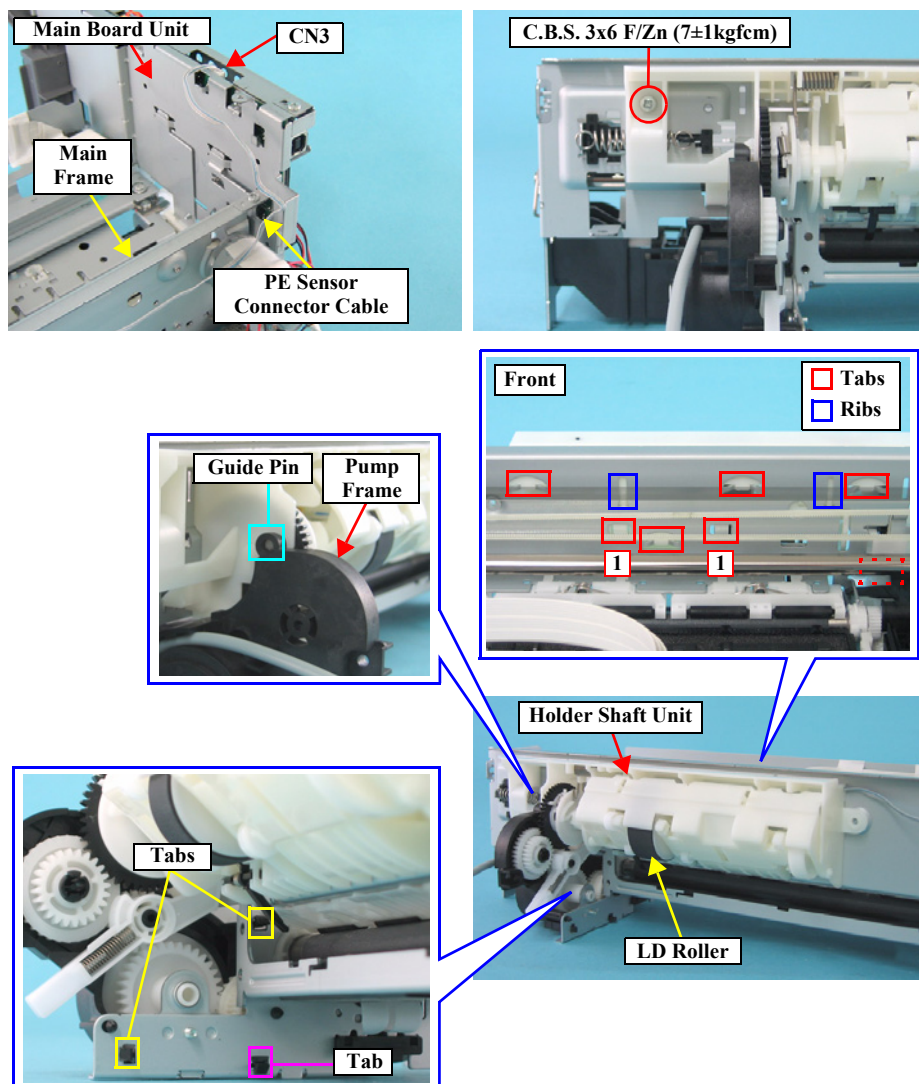 Main Board Unit
CN3
Main
Frame
PE Sensor
Connector Cable
C.B.S. 3x6 F/Zn (7±1kgfcm)
Front
Tabs
Ribs
1
1
Guide Pin
Pump
Frame
Holder Shaft Unit
LD Roller
Tabs
Tab